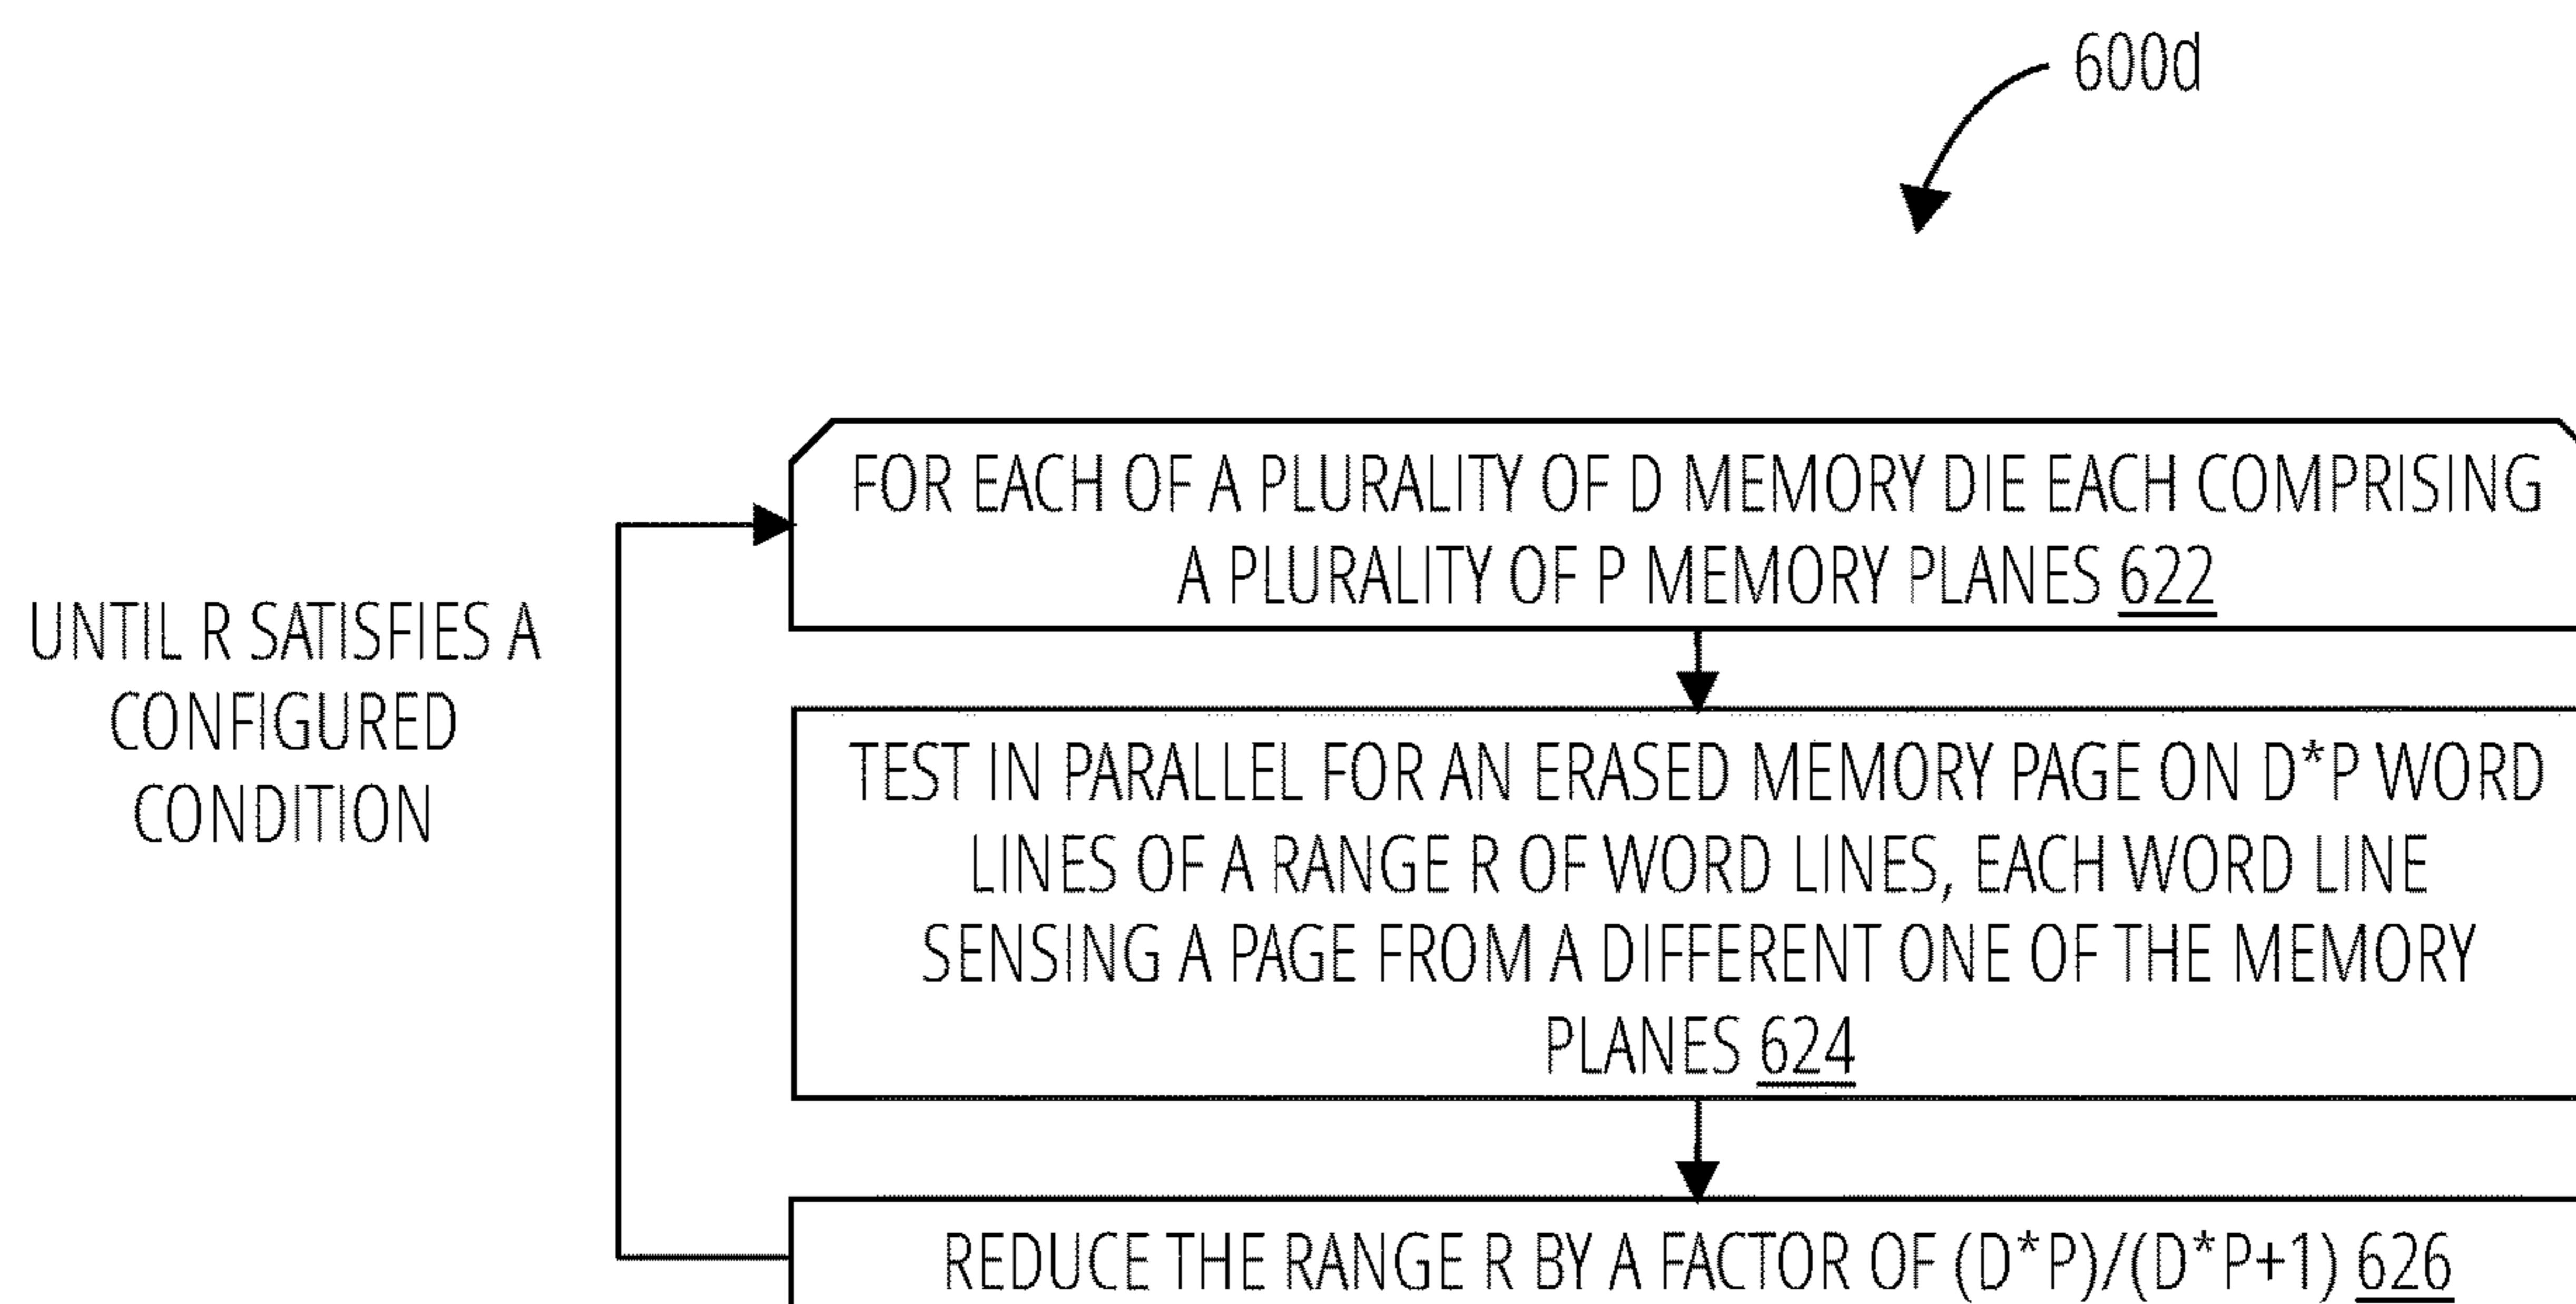 600d
FOR EACH OF A PLURALITY OF D MEMORY DIE EACH COMPRISING
A PLURALITY OF P MEMORY PLANES 622
UNTIL R SATISFIES A
CONFIGURED
CONDITION
TEST IN PARALLEL FOR AN ERASED MEMORY PAGE ON D*P WORD
LINES OF A RANGE R OF WORD LINES, EACH WORD LINE
SENSING A PAGE FROM A DIFFERENT ONE OF THE MEMORY
PLANES 624
REDUCE THE RANGE R BY A FACTOR OF (D*P)/(D*P+1) 626